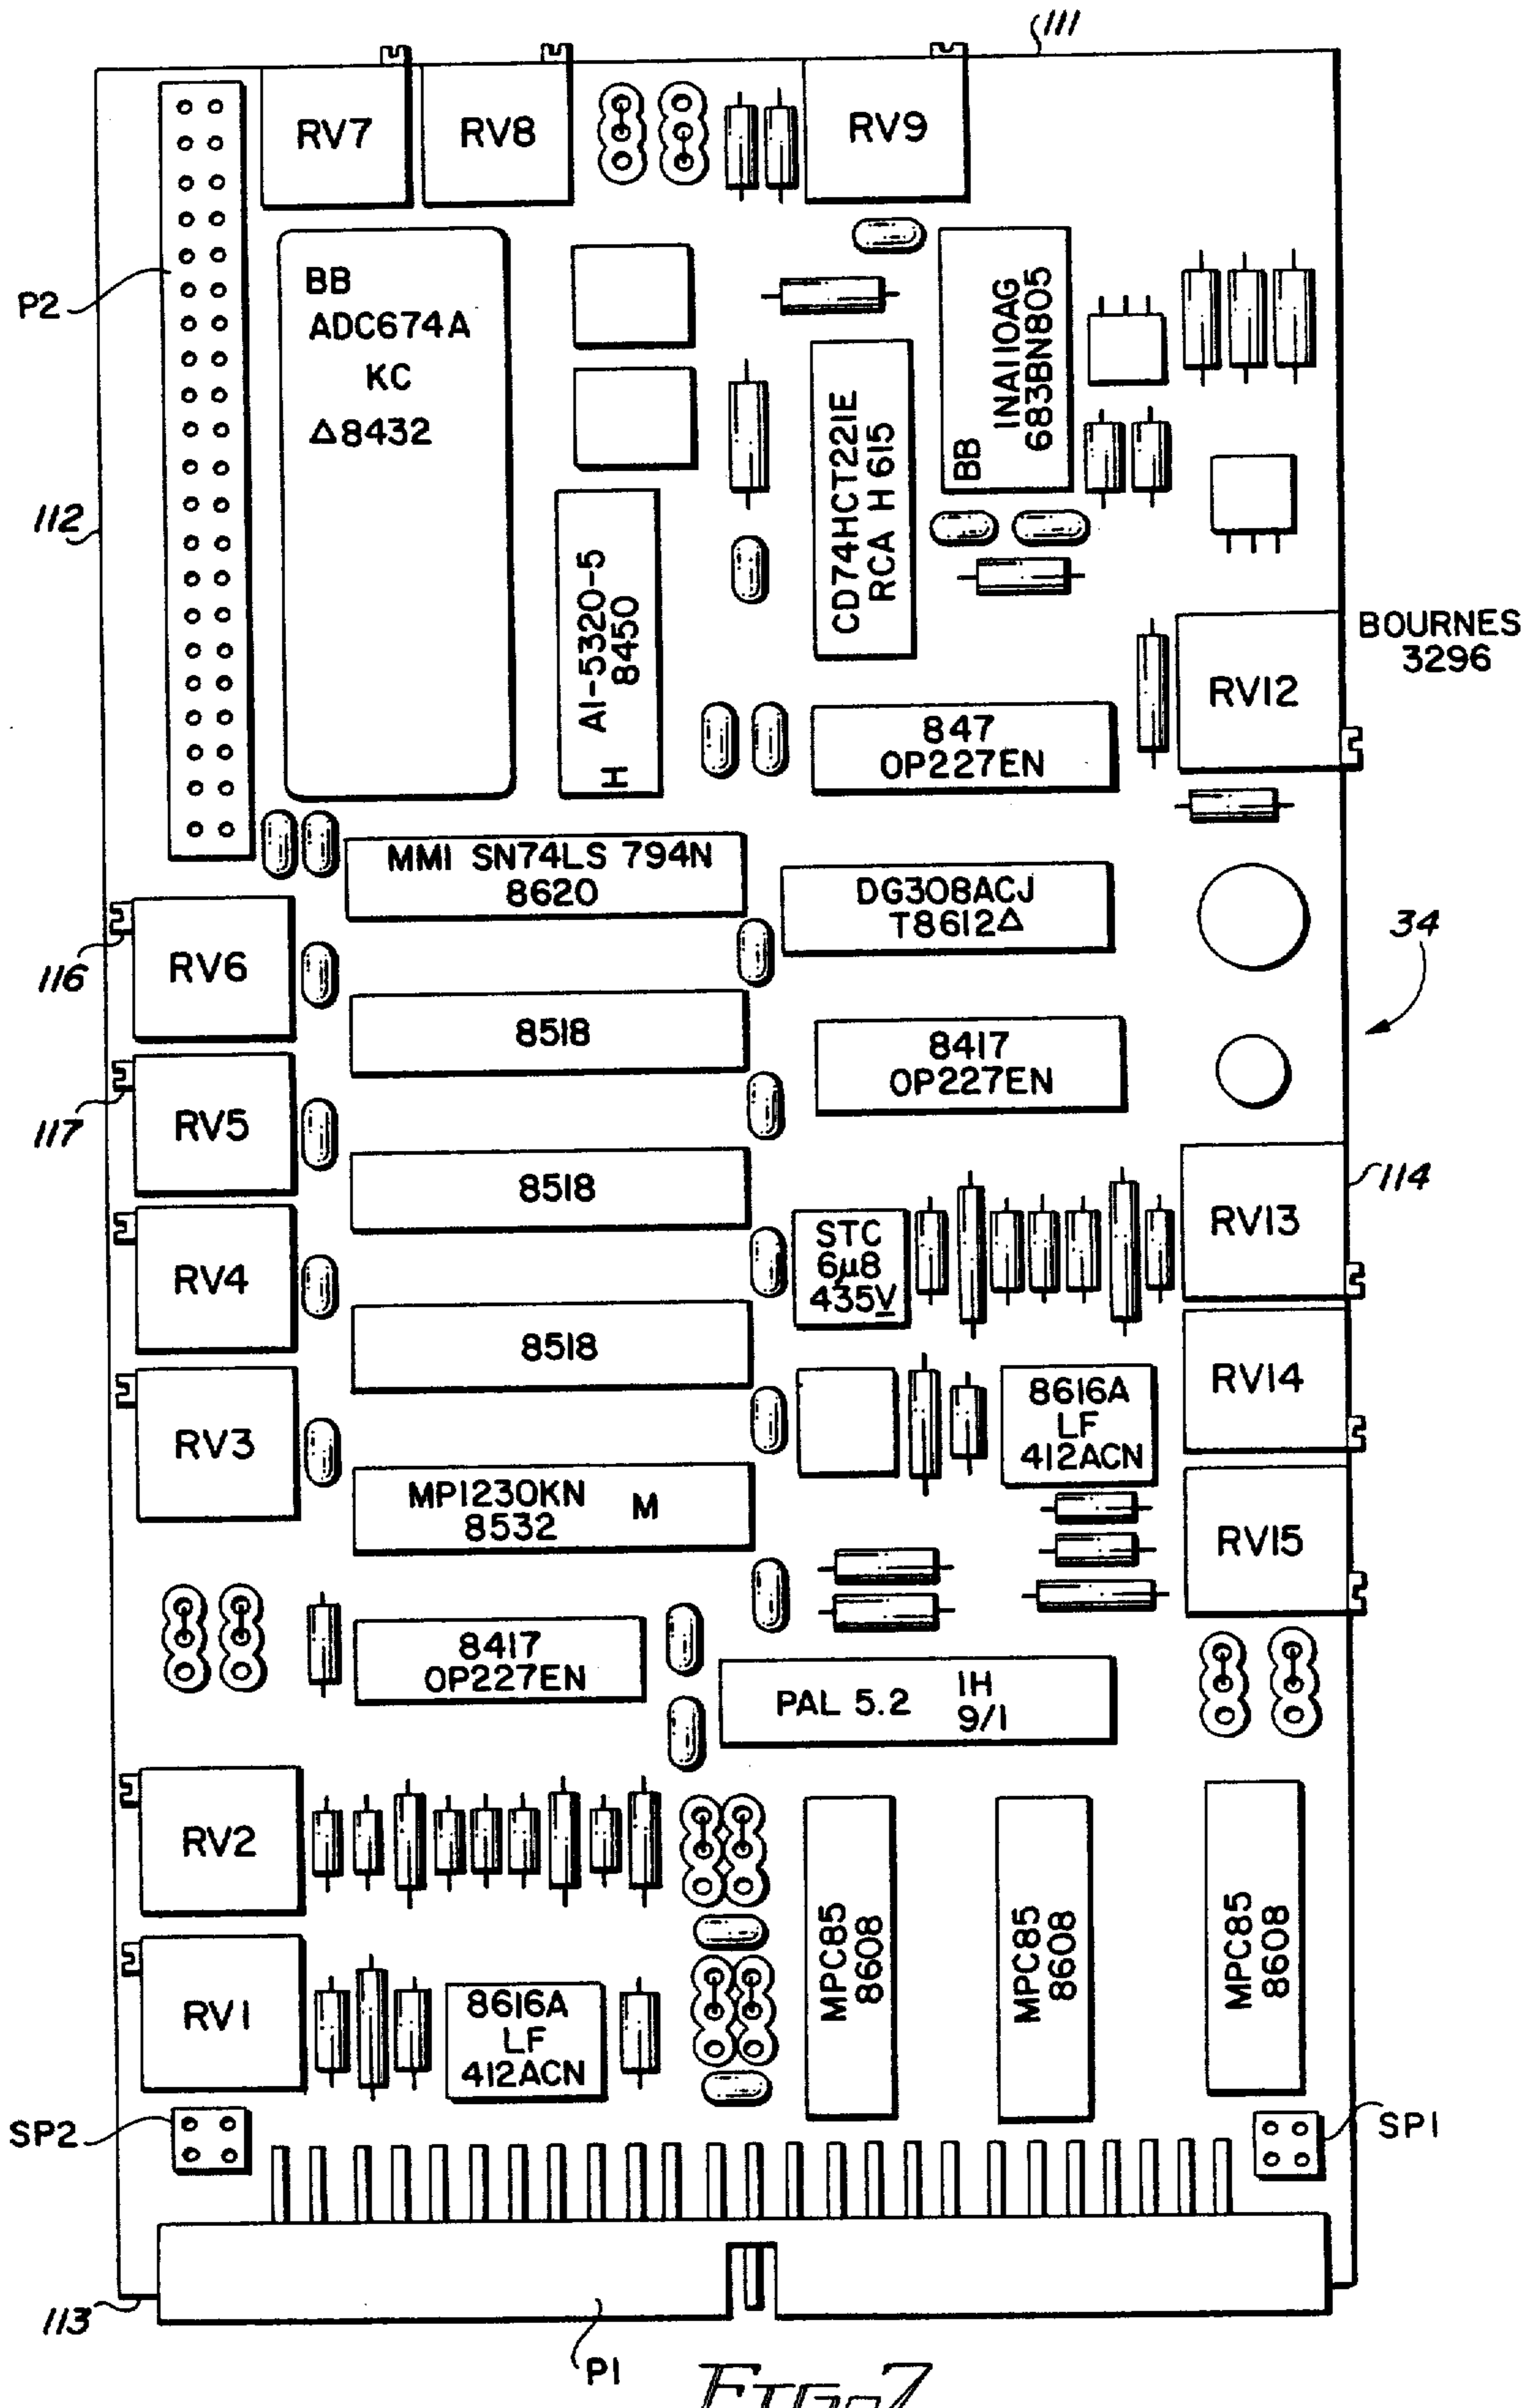 111
RV7
RV8
RV9
P2
BB
ADC674A
KC
Δ8432
BB
INA110AG
683BN805
CD74HCT221E
RCA H 615
112
A1-5320-5
8450
H
BOURNES
3296
RV12
847
OP227EN
MMI SN74LS 794N
8620
DG308ACJ
T8612Δ
34
116
RV6
8518
8417
OP227EN
117
RV5
8518
114
RV13
STC
6µ8
435V
RV4
8518
RV14
8616A
LF
412ACN
RV3
MP1230KN M
8532
RV15
8417
OP227EN
PAL 5.2
1H
9/1
RV2
MPC85
8608
MPC85
8608
MPC85
8608
RV1
8616A
LF
412ACN
SP2
SP1
113
P1
FIG. 7